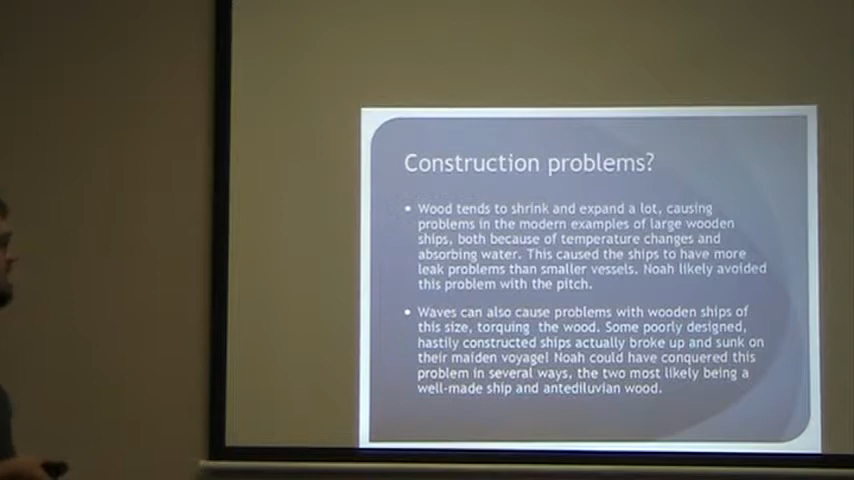 Construction problems?
• Wood tends to shrink and expand a lot, causing
problems in the modern examples of large wooden
ships, both because of temperature changes and
absorbing water. This caused the ships to have more
leak problems than smaller vessels. Noah likely avoided
this problem with the pitch.
• Waves can also cause problems with wooden ships of
this size, torquing the wood. Some poorly designed,
hastily constructed ships actually broke up and sunk on
their maiden voyage! Noah could have conquered this
problem in several ways, the two most likely being a
well-made ship and antediluvian wood.